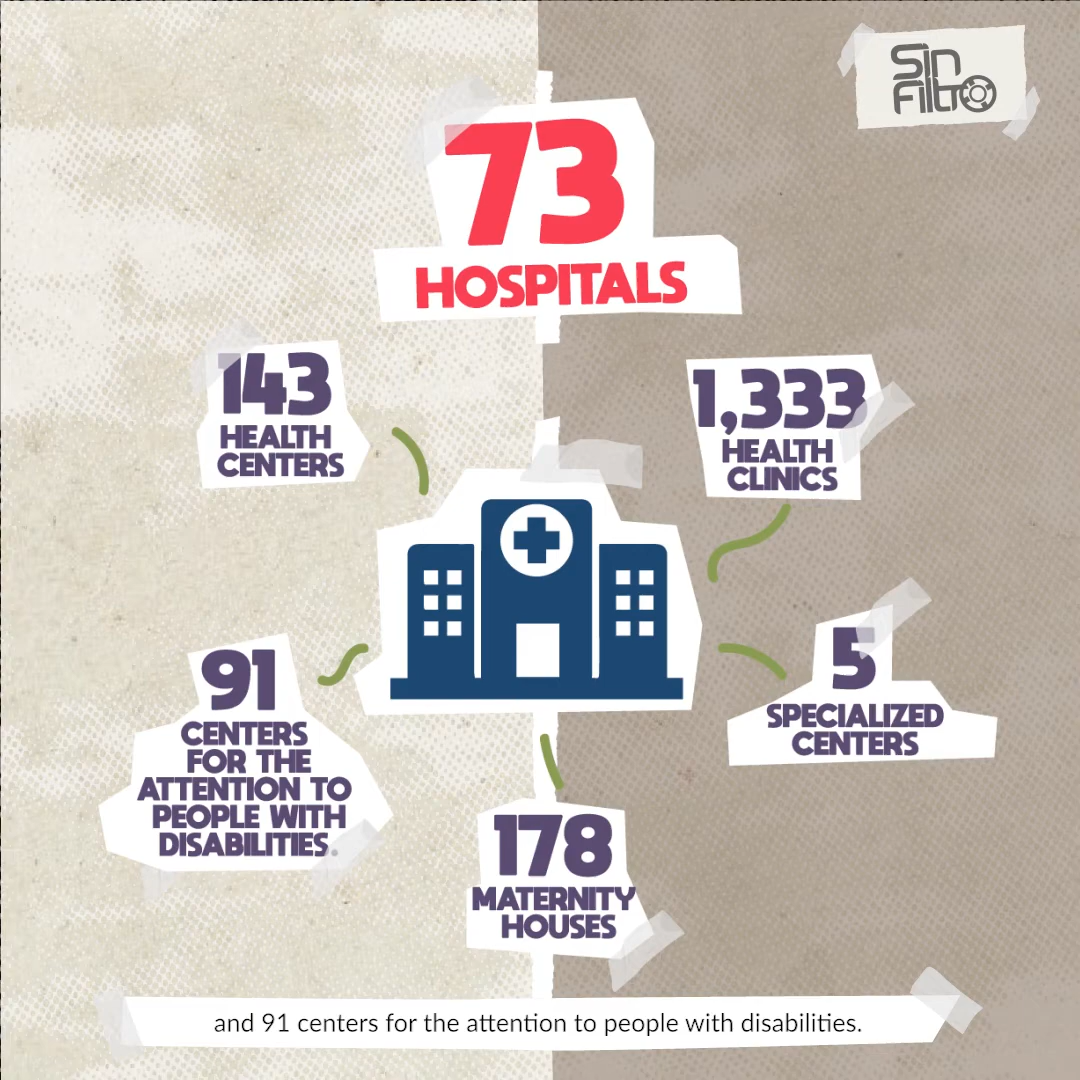 Sin
Filtro
73
HOSPITALS
143
HEALTH
CENTERS
1,333
HEALTH
CLINICS
91
CENTERS
FOR THE
ATTENTION TO
PEOPLE WITH
DISABILITIES.
5
SPECIALIZED
CENTERS
178
MATERNITY
HOUSES
and 91 centers for the attention to people with disabilities.